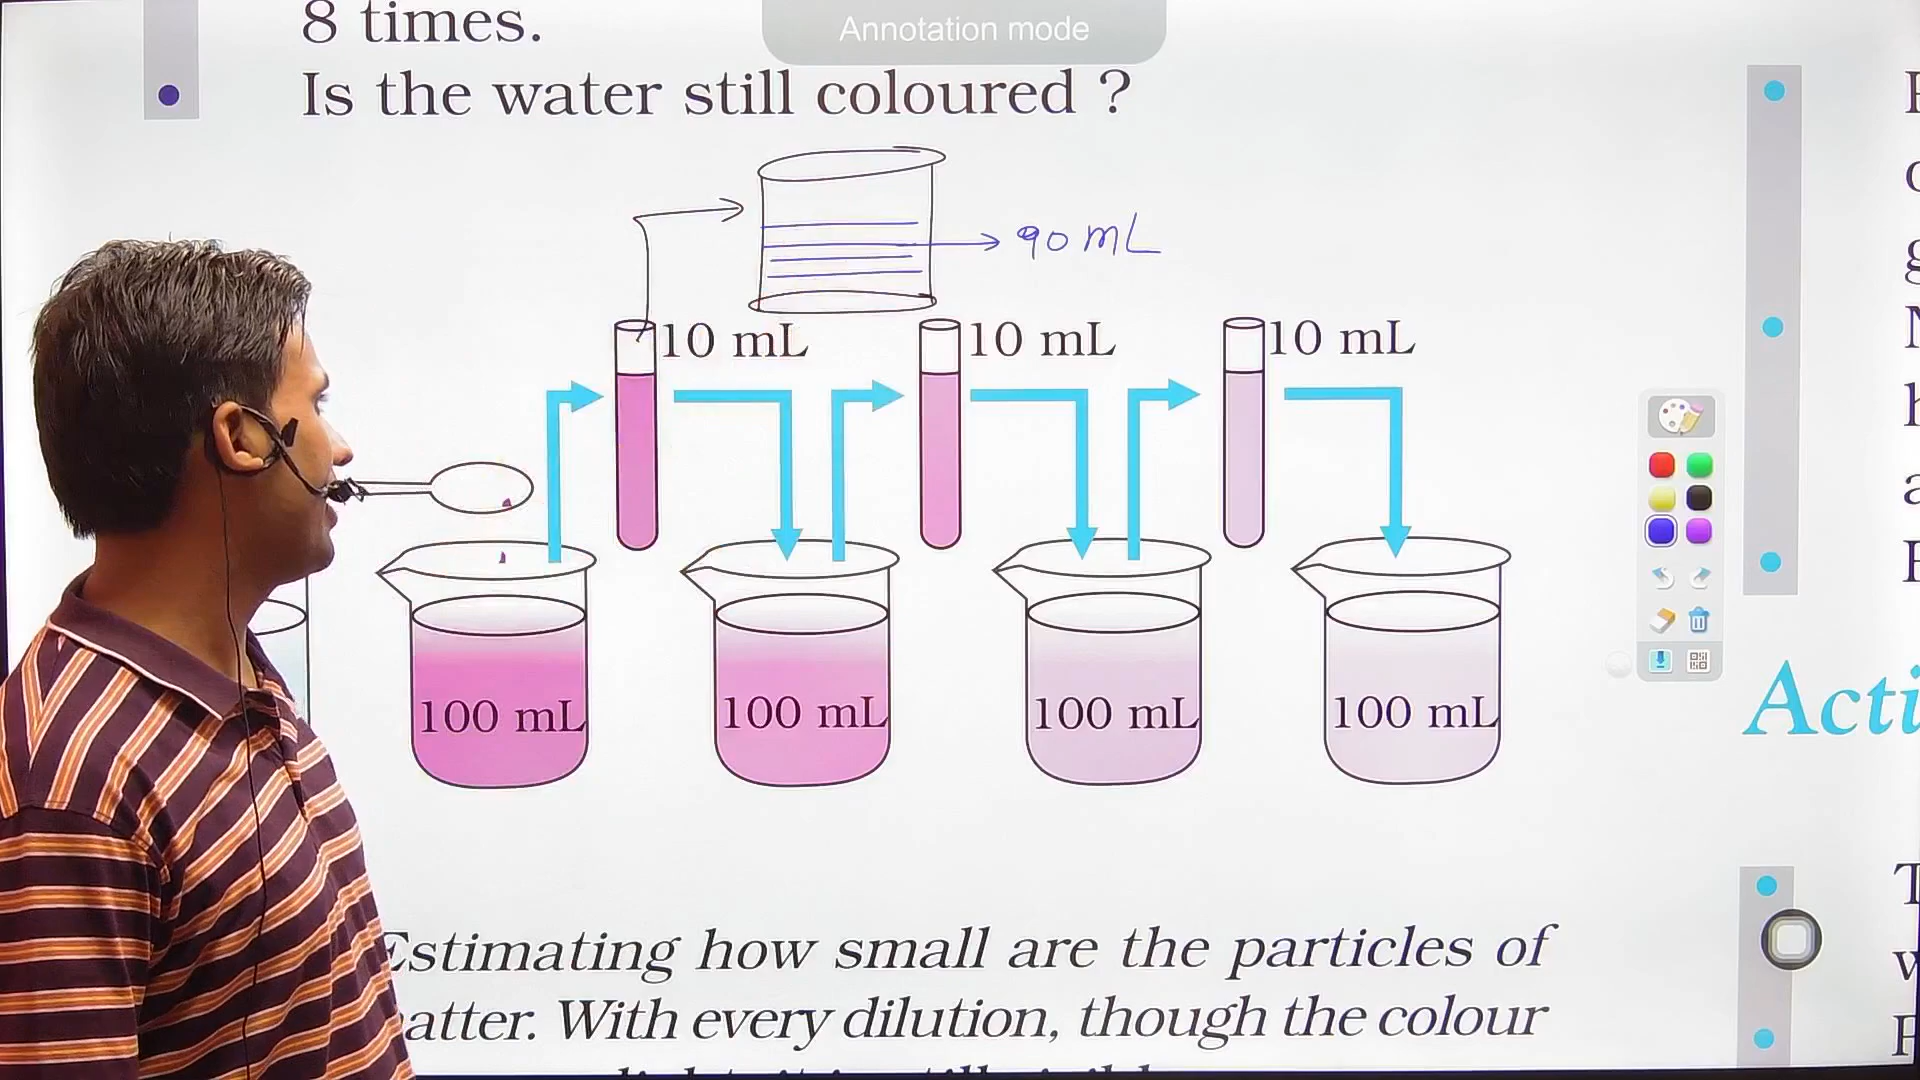 Annotation mode
8 times.
Is the water still coloured ?
90 mL
10 mL 10 mL 10 mL
100 mL 100 mL 100 mL 100 mL
Acti
Estimating how small are the particles of
atter. With every dilution, though the colour